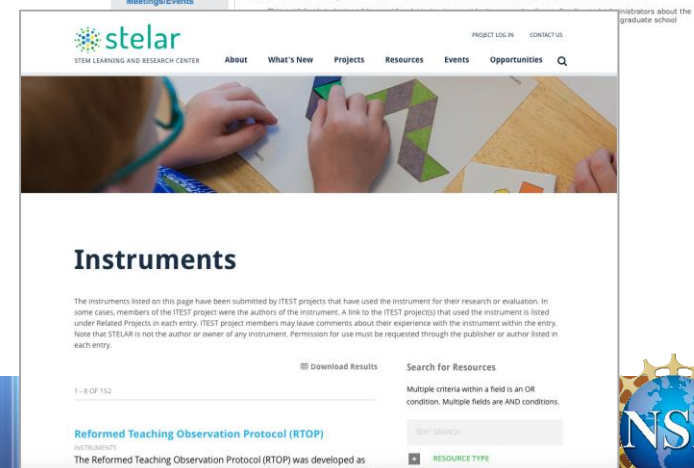 Meetings/Events
ministrators about the
graduate school
stelar
STEM LEARNING AND RESEARCH CENTER
PROJECT LOG IN CONTACT US
About What's New Projects Resources Events Opportunities
Instruments
The instruments listed on this page have been submitted by ITEST projects that have used the instrument for their research or evaluation. In
some cases, members of the ITEST project were the authors of the instrument. A link to the ITEST project(s) that used the instrument is listed
under Related Projects in each entry. ITEST project members may leave comments about their experience with the instrument within the entry.
Note that STELAR is not the author or owner of any instrument. Permission for use must be requested through the publisher or author listed in
each entry.
Download Results
1 - 8 OF 152
Search for Resources
Multiple criteria within a field is an OR
condition. Multiple fields are AND conditions.
TEXT SEARCH
RESOURCE TYPE
Reformed Teaching Observation Protocol (RTOP)
INSTRUMENTS
The Reformed Teaching Observation Protocol (RTOP) was developed as
NS